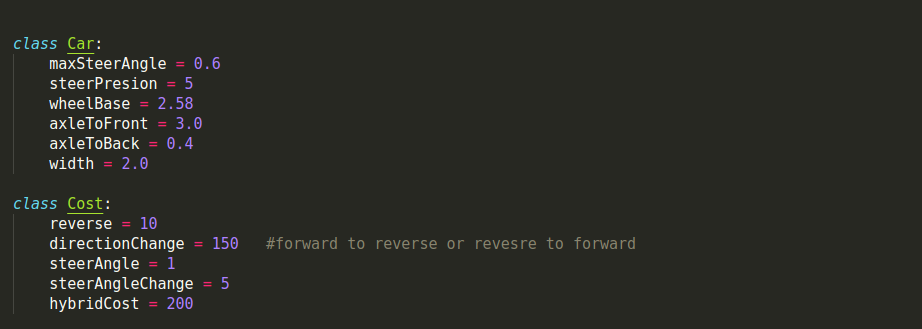 class Car:
    maxSteerAngle = 0.6
    steerPresion = 5
    wheelBase = 2.58
    axleToFront = 3.0
    axleToBack = 0.4
    width = 2.0

class Cost:
    reverse = 10
    directionChange = 150   #forward to reverse or revesre to forward
    steerAngle = 1
    steerAngleChange = 5
    hybridCost = 200